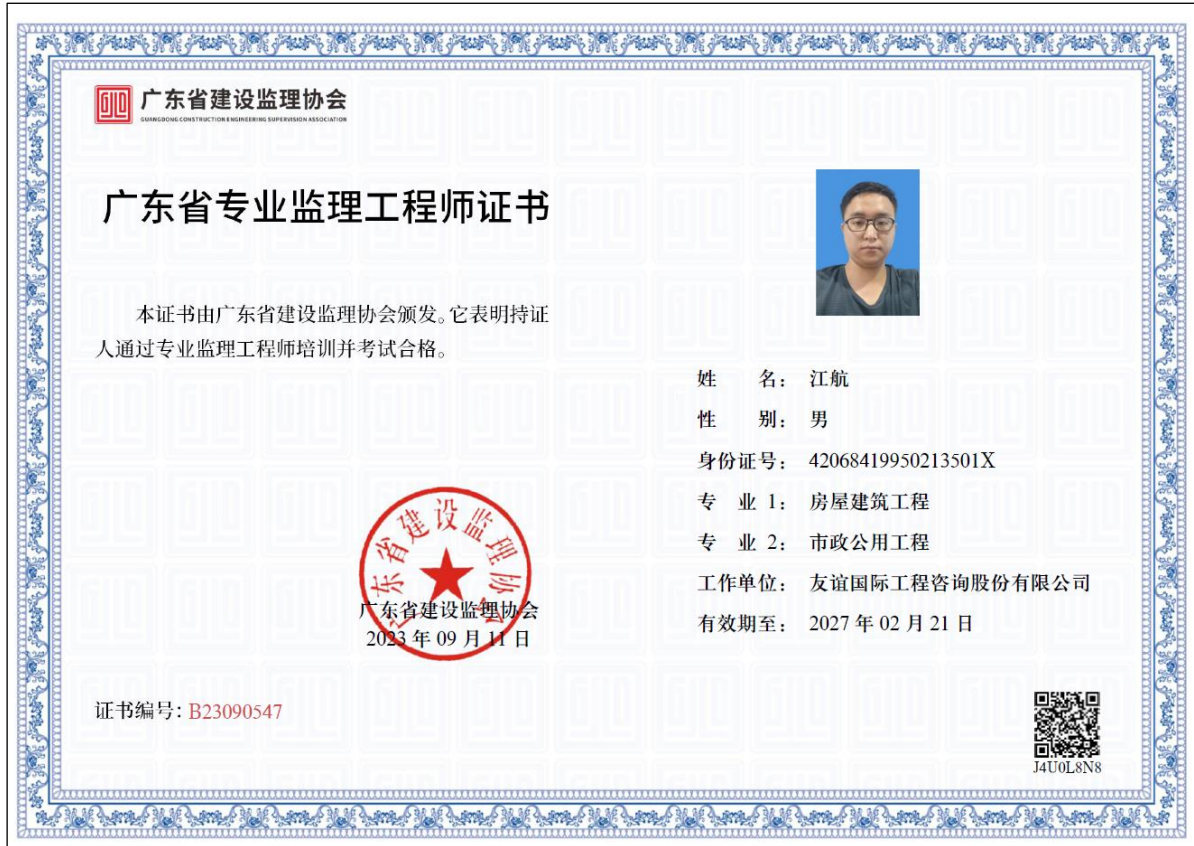 广东省建设监理协会
GUANGDONG CONSTRUCTION ENGINEERING SUPERVISION ASSOCIATION
广东省专业监理工程师证书
本证书由广东省建设监理协会颁发。它表明持证
人通过专业监理工程师培训并考试合格。
姓 名： 江航
性 别： 男
身份证号： 42068419950213501X
专 业 1： 房屋建筑工程
专 业 2： 市政公用工程
工作单位： 友谊国际工程咨询股份有限公司
有效期至： 2027 年 02 月 21 日
广东省建设监理协会
广东省建设监理协会
2023 年 09 月 11 日
证书编号：B23090547
J4U0L8N8